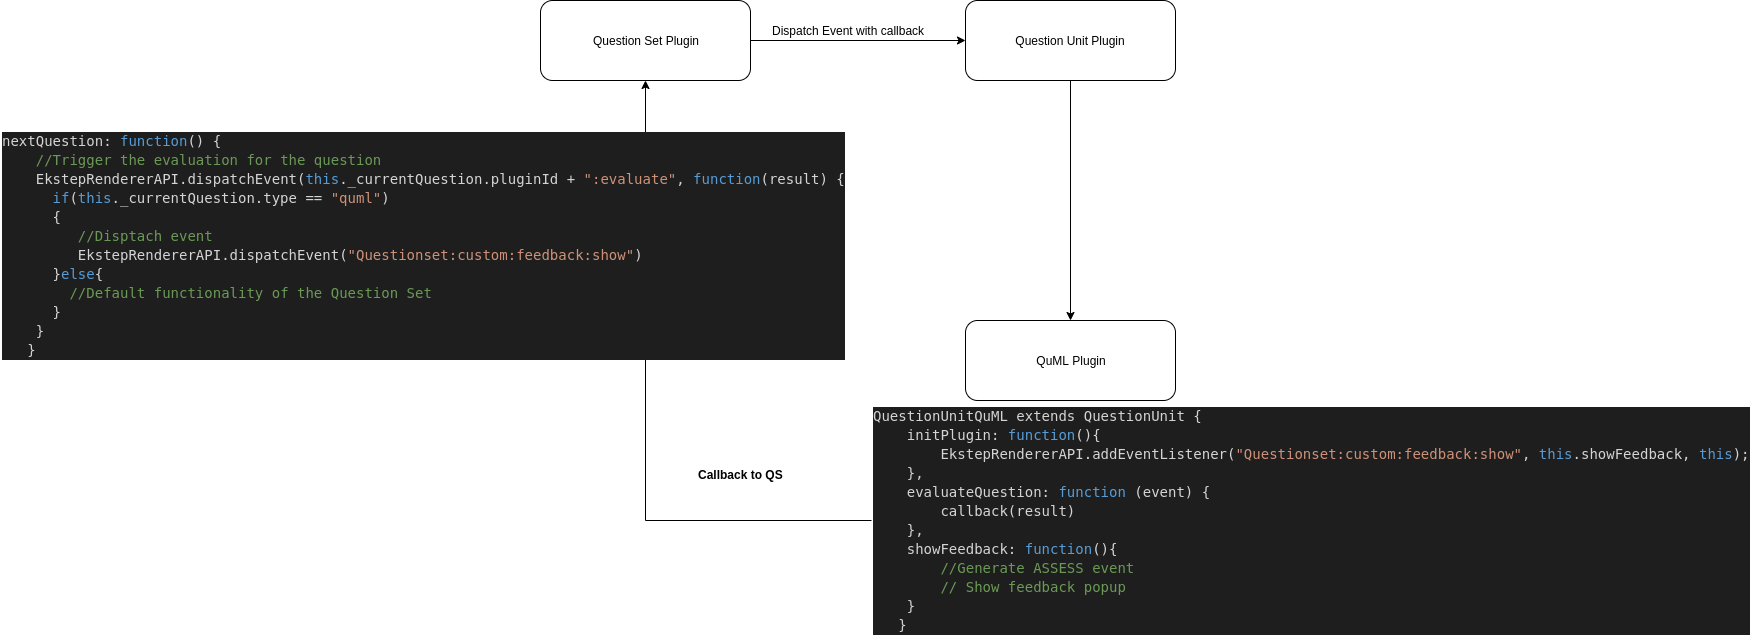 Question Set Plugin
Dispatch Event with callback
Question Unit Plugin
nextQuestion: function() {
    //Trigger the evaluation for the question
    EkstepRendererAPI.dispatchEvent(this._currentQuestion.pluginId + ":evaluate", function(result) {
      if(this._currentQuestion.type == "quml")
      {
         //Disptach event
         EkstepRendererAPI.dispatchEvent("Questionset:custom:feedback:show")
      }else{
        //Default functionality of the Question Set
      }
    }
   }
QuML Plugin
Callback to QS
QuestionUnitQuML extends QuestionUnit {
    initPlugin: function(){
        EkstepRendererAPI.addEventListener("Questionset:custom:feedback:show", this.showFeedback, this);
    },
    evaluateQuestion: function (event) {
        callback(result)
    },
    showFeedback: function(){
        //Generate ASSESS event
        // Show feedback popup
    }
   }